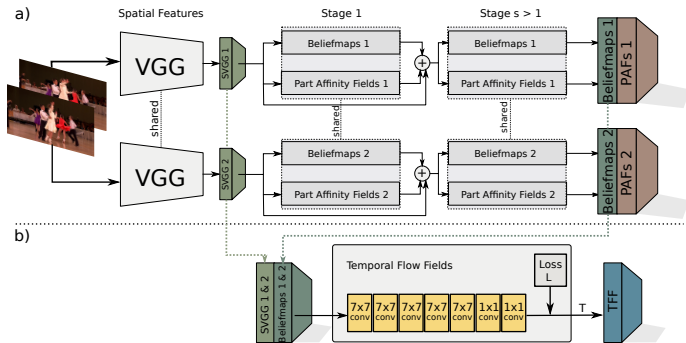 a)
Spatial Features
Stage 1
Stage s > 1
VGG
SVGG 1
Beliefmaps 1
Part Affinity Fields 1
+
Beliefmaps 1
Part Affinity Fields 1
Beliefmaps 1
PAFs 1
shared
shared
shared
VGG
SVGG 2
Beliefmaps 2
Part Affinity Fields 2
+
Beliefmaps 2
Part Affinity Fields 2
Beliefmaps 2
PAFs 2
b)
SVGG 1 & 2
Beliefmaps 1 & 2
Temporal Flow Fields
7x7
conv
7x7
conv
7x7
conv
7x7
conv
7x7
conv
1x1
conv
1x1
conv
Loss
L
T
TFF